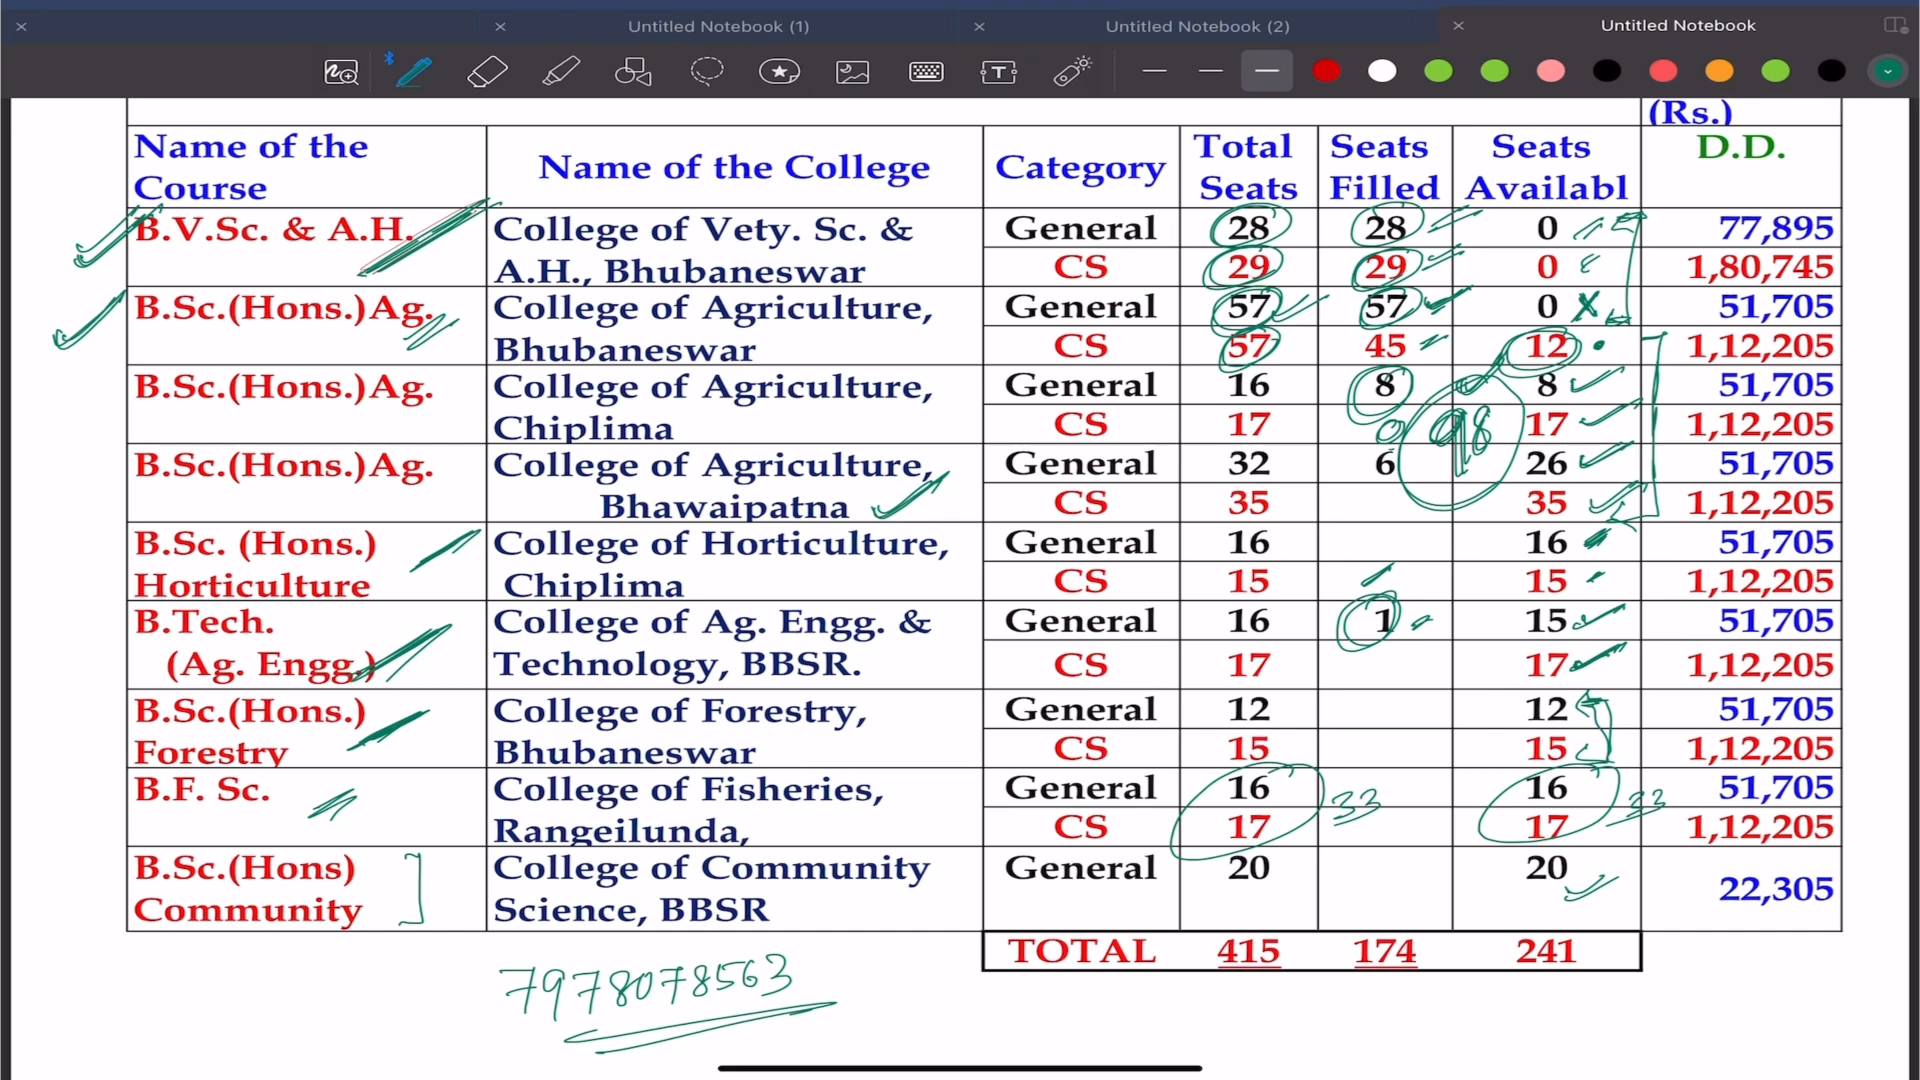 Untitled Notebook (1)
Untitled Notebook (2)
Untitled Notebook
(Rs.)
Name of the Course Name of the College Category Total Seats Seats Filled Seats Availabl D.D.
B.V.Sc. & A.H. College of Vety. Sc. & A.H., Bhubaneswar General 28 28 0 77,895
CS 29 29 0 1,80,745
B.Sc.(Hons.)Ag. College of Agriculture, Bhubaneswar General 57 57 0 51,705
CS 57 45 12 1,12,205
B.Sc.(Hons.)Ag. College of Agriculture, Chiplima General 16 8 8 51,705
CS 17 0 98 17 1,12,205
B.Sc.(Hons.)Ag. College of Agriculture, Bhawaipatna General 32 6 26 51,705
CS 35 35 1,12,205
B.Sc. (Hons.) Horticulture College of Horticulture, Chiplima General 16 16 51,705
CS 15 15 1,12,205
B.Tech. (Ag. Engg.) College of Ag. Engg. & Technology, BBSR. General 16 1 15 51,705
CS 17 17 1,12,205
B.Sc.(Hons.) Forestry College of Forestry, Bhubaneswar General 12 12 51,705
CS 15 15 1,12,205
B.F. Sc. College of Fisheries, Rangeilunda, General 16 33 16 33 51,705
CS 17 17 1,12,205
B.Sc.(Hons) Community College of Community Science, BBSR General 20 20 22,305
TOTAL 415 174 241
7978078563